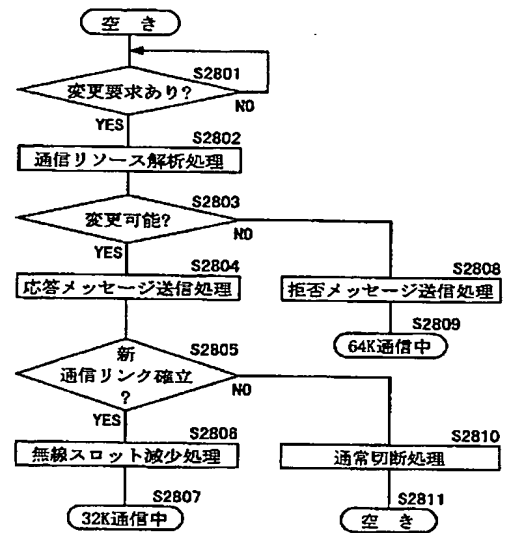 空 き
S2801
変更要求あり?
NO
YES
S2802
通信リソース解析処理
S2803
変更可能?
NO
YES
S2804
応答メッセージ送信処理
S2808
拒否メッセージ送信処理
S2809
64K通信中
S2805
新
通信リンク確立
?
NO
YES
S2806
無線スロット減少処理
S2810
通常切断処理
S2807
32K通信中
S2811
空 き